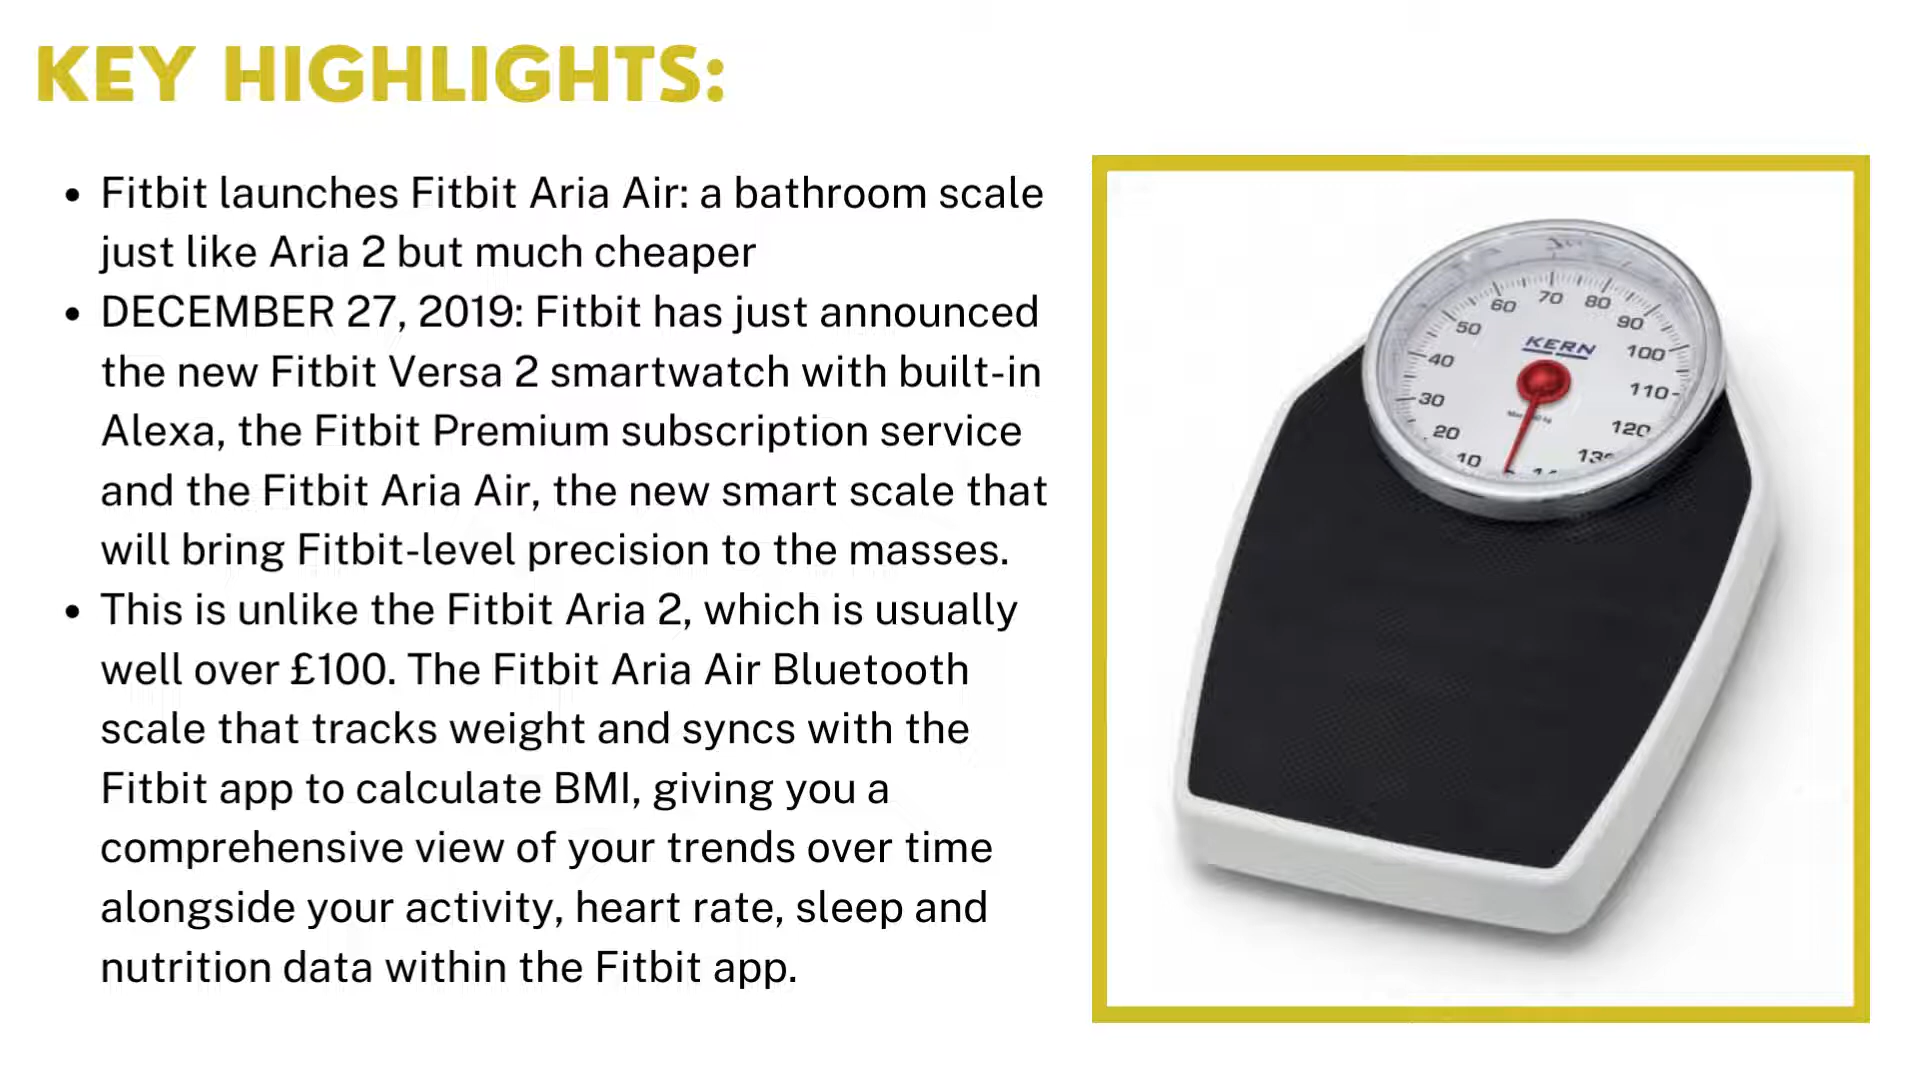 KEY HIGHLIGHTS:
• Fitbit launches Fitbit Aria Air: a bathroom scale
just like Aria 2 but much cheaper
• DECEMBER 27, 2019: Fitbit has just announced
the new Fitbit Versa 2 smartwatch with built-in
Alexa, the Fitbit Premium subscription service
and the Fitbit Aria Air, the new smart scale that
will bring Fitbit-level precision to the masses.
• This is unlike the Fitbit Aria 2, which is usually
well over £100. The Fitbit Aria Air Bluetooth
scale that tracks weight and syncs with the
Fitbit app to calculate BMI, giving you a
comprehensive view of your trends over time
alongside your activity, heart rate, sleep and
nutrition data within the Fitbit app.
60 70 80
50 90
KERN
40 100
30 110
20 120
10